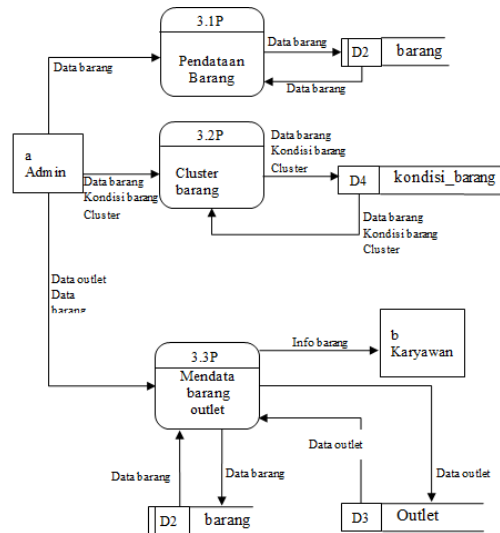 3.1P
Pendataan
Barang
Data barang
D2
barang
Data barang
Data barang
a
Admin
3.2P
Cluster
barang
Data barang
Kondisi barang
Cluster
Data barang
Kondisi barang
Cluster
D4
kondisi_barang
Data barang
Kondisi barang
Cluster
Data outlet
Data
barang
3.3P
Mendata
barang
outlet
Info barang
b
Karyawan
Data outlet
Data outlet
Data barang
Data barang
D2
barang
D3
Outlet